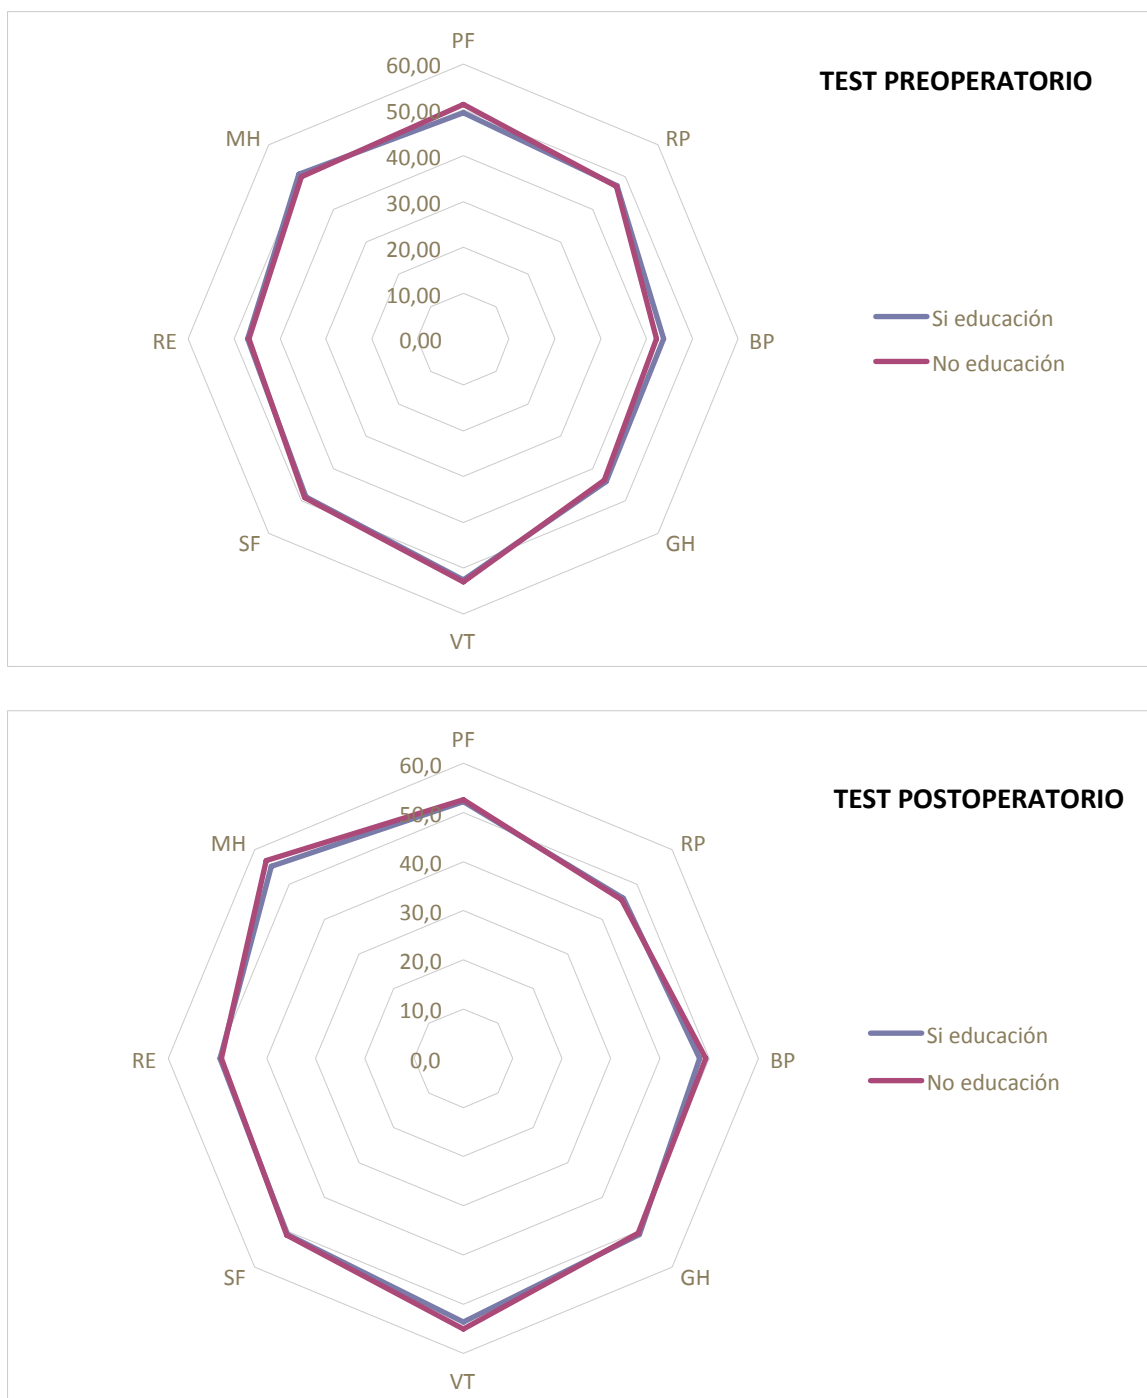 PF
60,00
TEST PREOPERATORIO
50,00
MH
RP
40,00
30,00
20,00
10,00
Si educación
RE
0,00
BP
No educación
SF
GH
VT
PF
60,0
TEST POSTOPERATORIO
50,0
MH
RP
40,0
30,0
20,0
10,0
Si educación
RE
0,0
BP
No educación
SF
GH
VT